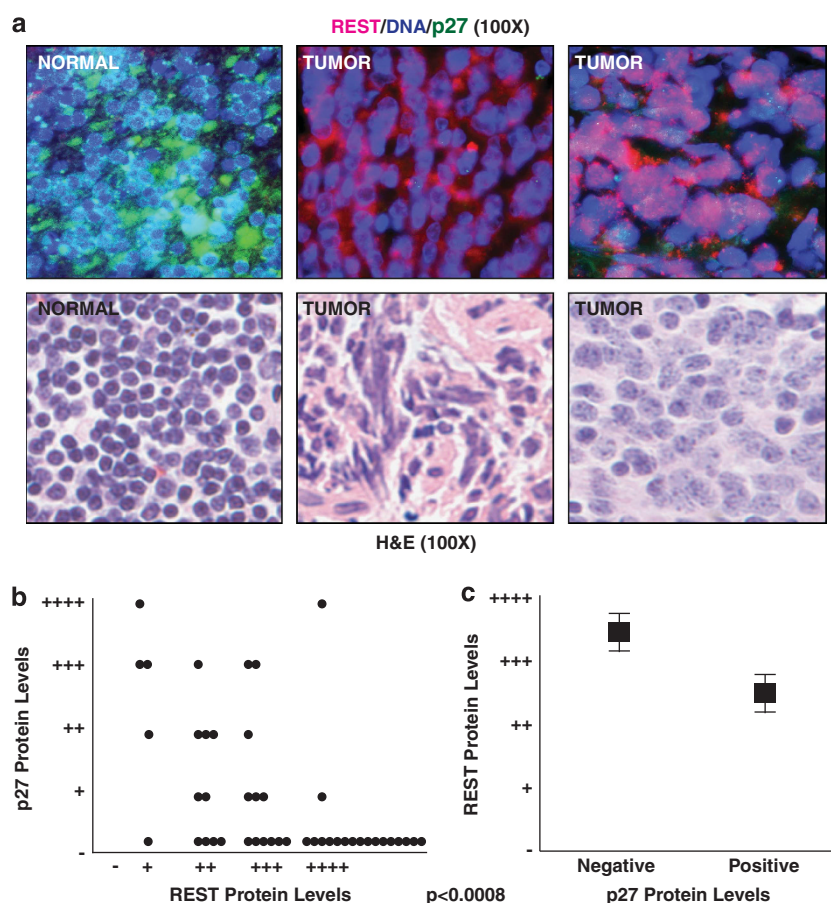 a
REST/DNA/p27 (100X)
NORMAL
TUMOR
TUMOR
NORMAL
TUMOR
TUMOR
H&E (100X)
b
p27 Protein Levels
++++
+++
++
+
-
- + ++ +++ ++++
REST Protein Levels
p<0.0008
c
REST Protein Levels
++++
+++
++
+
-
Negative Positive
p27 Protein Levels